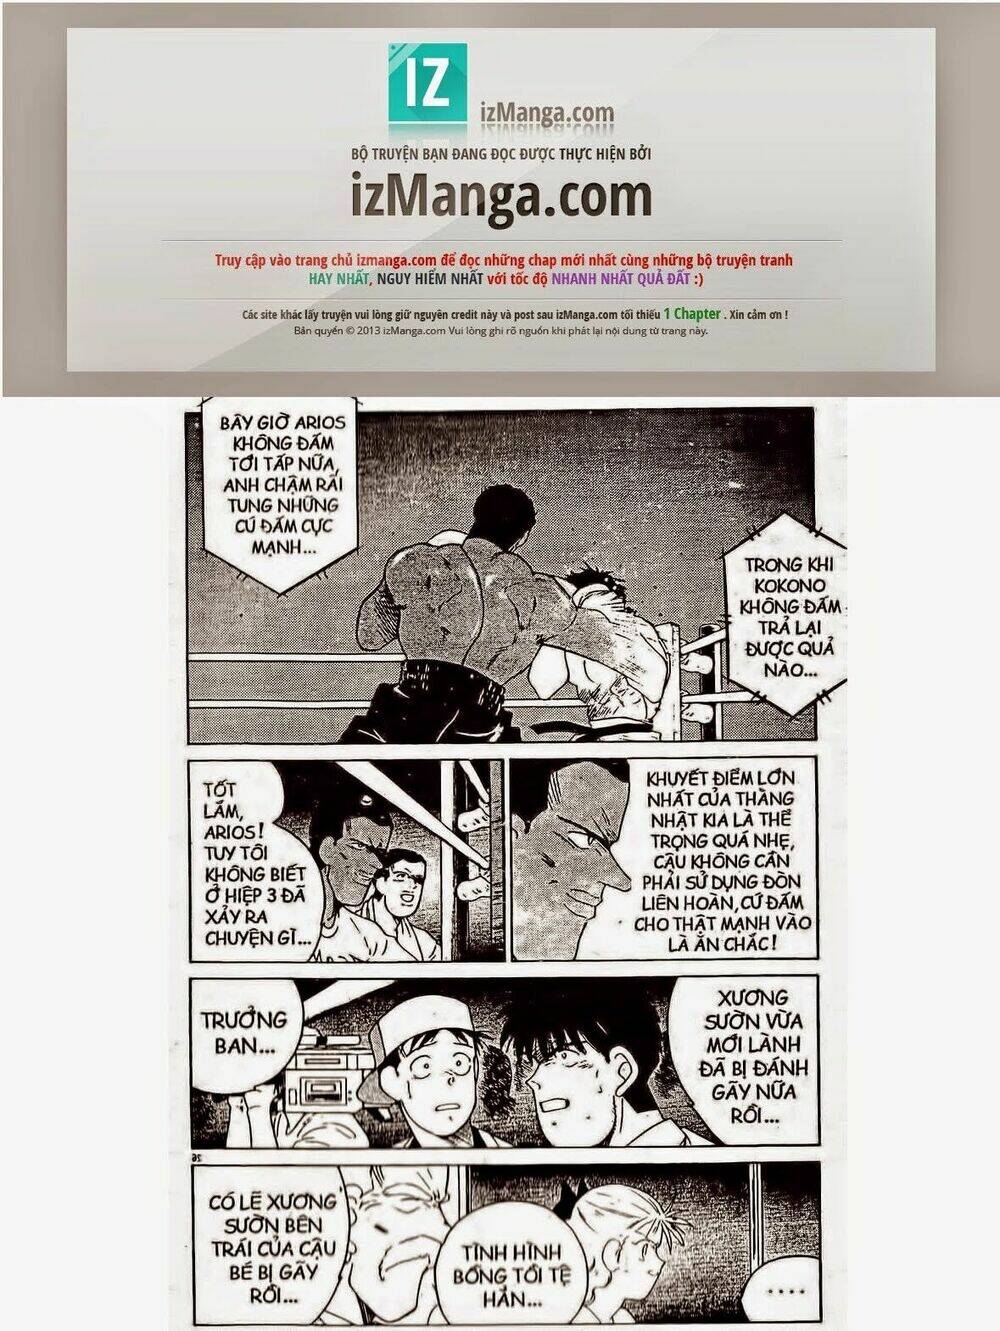 IZ
izManga.com
BỘ TRUYỆN BẠN ĐANG ĐỌC ĐƯỢC THỰC HIỆN BỞI
izManga.com
Truy cập vào trang chủ izmanga.com để đọc những chap mới nhất cùng những bộ truyện tranh
HAY NHẤT, NGUY HIỂM NHẤT với tốc độ NHANH NHẤT QUẢ ĐẤT :)
Các site khác lấy truyện vui lòng giữ nguyên credit này và post sau izManga.com tối thiểu 1 Chapter . Xin cảm ơn !
Bản quyền © 2013 izManga.com Vui lòng ghi rõ nguồn khi phát lại nội dung từ trang này.
BÂY GIỜ ARIOS
KHÔNG ĐẤM
TỚI TẤP NỮA,
ANH CHẬM RÃI
TUNG NHỮNG
CÚ ĐẤM CỰC
MẠNH...
TRONG KHI
KOKONO
KHÔNG ĐẤM
TRẢ LẠI
ĐƯỢC QUẢ
NÀO...
TỐT
LẮM,
ARIOS!
TUY TÔI
KHÔNG BIẾT
Ở HIỆP 3 ĐÃ
XẢY RA
CHUYỆN GÌ...
KHUYẾT ĐIỂM LỚN
NHẤT CỦA THẰNG
NHẬT KIA LÀ THỂ
TRỌNG QUÁ NHẸ,
CẬU KHÔNG CẦN
PHẢI SỬ DỤNG ĐÒN
LIÊN HOÀN, CỨ ĐẤM
CHO THẬT MẠNH VÀO
LÀ ĂN CHẮC!
TRƯỞNG
BAN...
XƯƠNG
SƯỜN VỪA
MỚI LÀNH
ĐÃ BỊ ĐÁNH
GÃY NỮA
RỒI...
26
CÓ LẼ XƯƠNG
SƯỜN BÊN
TRÁI CỦA CẬU
BÉ BỊ GÃY
RỒI...
TÌNH HÌNH
BỖNG TỒI TỆ
HẲN...
....